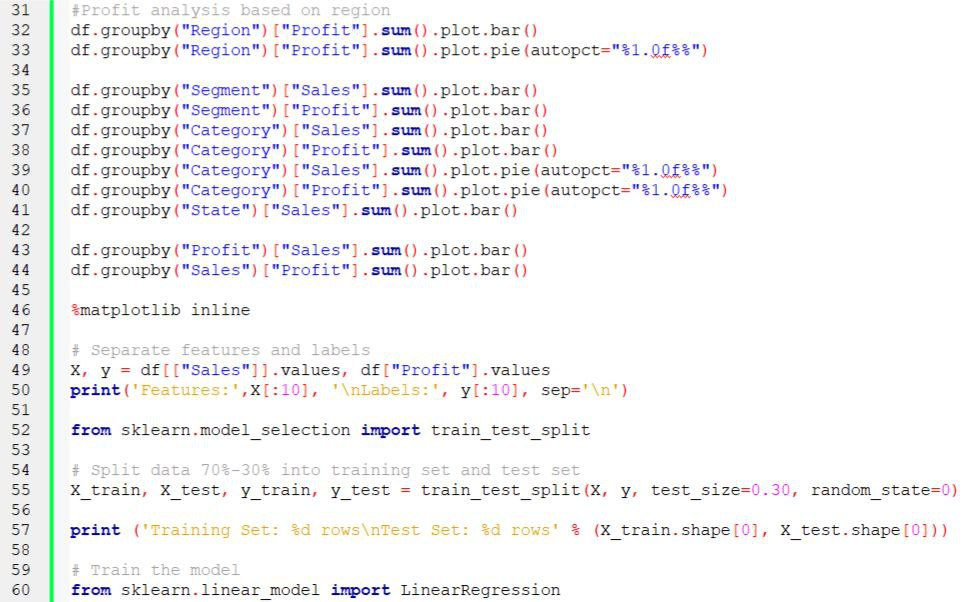 31 #Profit analysis based on region
32 df.groupby("Region")["Profit"].sum().plot.bar()
33 df.groupby("Region")["Profit"].sum().plot.pie(autopct="%1.0f%%")
34
35 df.groupby("Segment")["Sales"].sum().plot.bar()
36 df.groupby("Segment")["Profit"].sum().plot.bar()
37 df.groupby("Category")["Sales"].sum().plot.bar()
38 df.groupby("Category")["Profit"].sum().plot.bar()
39 df.groupby("Category")["Sales"].sum().plot.pie(autopct="%1.0f%%")
40 df.groupby("Category")["Profit"].sum().plot.pie(autopct="%1.0f%%")
41 df.groupby("State")["Sales"].sum().plot.bar()
42
43 df.groupby("Profit")["Sales"].sum().plot.bar()
44 df.groupby("Sales")["Profit"].sum().plot.bar()
45
46 %matplotlib inline
47
48 # Separate features and labels
49 X, y = df[["Sales"]].values, df["Profit"].values
50 print('Features:',X[:10], '\nLabels:', y[:10], sep='\n')
51
52 from sklearn.model_selection import train_test_split
53
54 # Split data 70%-30% into training set and test set
55 X_train, X_test, y_train, y_test = train_test_split(X, y, test_size=0.30, random_state=0)
56
57 print ('Training Set: %d rows\nTest Set: %d rows' % (X_train.shape[0], X_test.shape[0]))
58
59 # Train the model
60 from sklearn.linear_model import LinearRegression